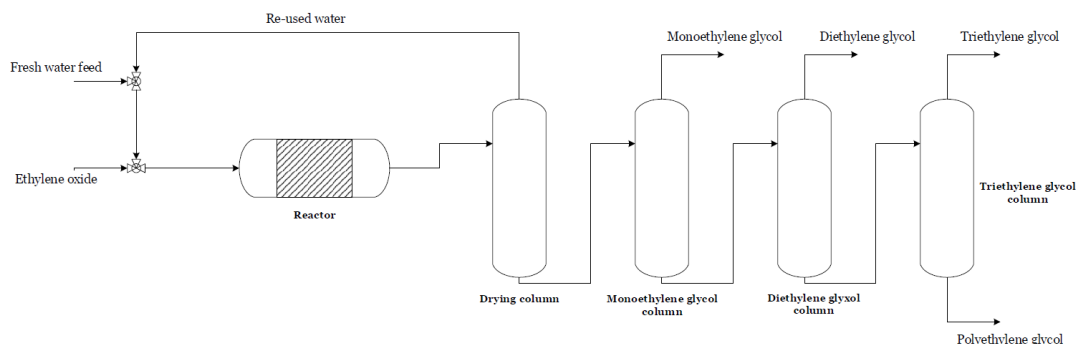 Re-used water
Monoethylene glycol
Diethylene glycol
Triethylene glycol
Fresh water feed
Ethylene oxide
Reactor
Triethylene glycol
column
Drying column
Monoethylene glycol
column
Diethylene glyxol
column
Polyethylene glycol